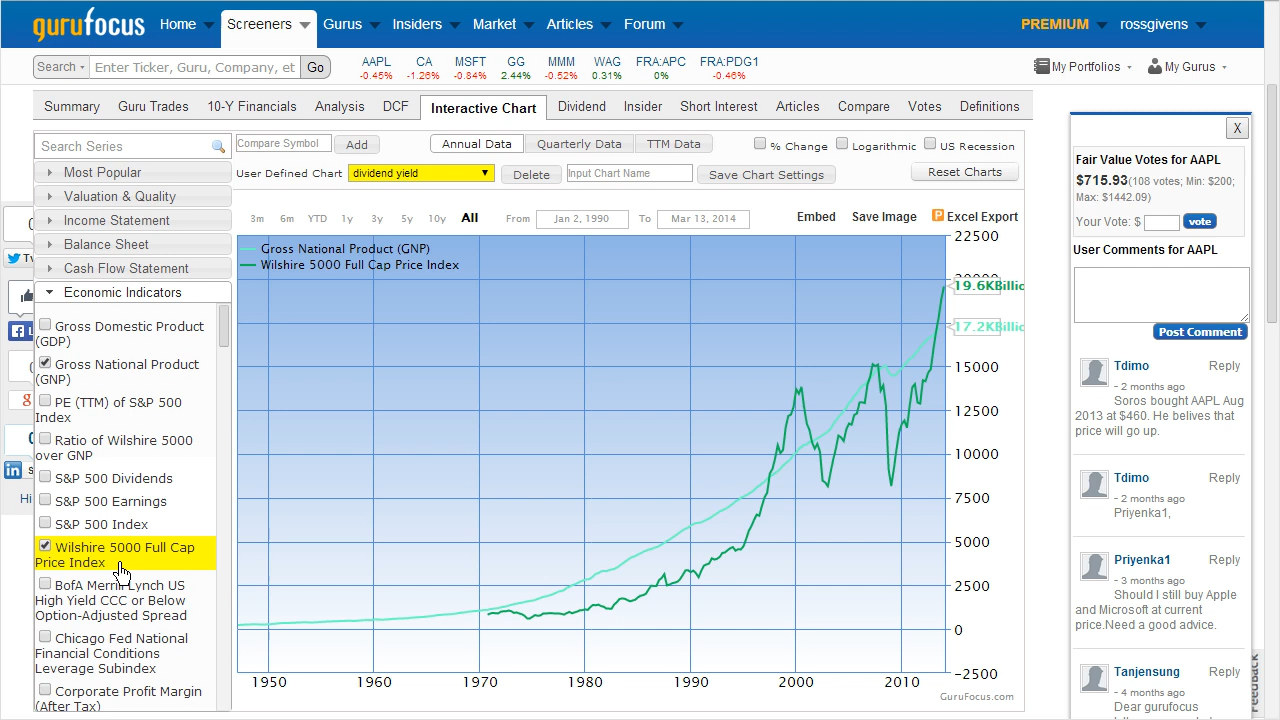 gurufocus
Home Screeners Gurus Insiders Market Articles Forum PREMIUM rossgivens
Search Enter Ticker, Guru, Company, et Go
AAPL CA MSFT GG MMM WAG FRA:APC FRA:PDG1
-0.45% -1.26% -0.84% 2.44% -0.52% 0.31% 0% -0.46%
My Portfolios My Gurus
Summary Guru Trades 10-Y Financials Analysis DCF Interactive Chart Dividend Insider Short Interest Articles Compare Votes Definitions
Search Series
Most Popular
Valuation & Quality
Income Statement
Balance Sheet
Cash Flow Statement
Economic Indicators
Gross Domestic Product
(GDP)
Gross National Product
(GNP)
PE (TTM) of S&P 500
Index
Ratio of Wilshire 5000
over GNP
S&P 500 Dividends
S&P 500 Earnings
S&P 500 Index
Wilshire 5000 Full Cap
Price Index
BofA Merrill Lynch US
High Yield CCC or Below
Option-Adjusted Spread
Chicago Fed National
Financial Conditions
Leverage Subindex
Corporate Profit Margin
(After Tax)
Compare Symbol Add Annual Data Quarterly Data TTM Data % Change Logarithmic US Recession
User Defined Chart dividend yield Delete Input Chart Name Save Chart Settings Reset Charts
3m 6m YTD 1y 3y 5y 10y All From Jan 2, 1990 To Mar 13, 2014 Embed Save Image P Excel Export
Gross National Product (GNP)
Wilshire 5000 Full Cap Price Index
22500
19.6KBillio
17.2KBillio
15000
12500
10000
7500
5000
2500
0
-2500
1950 1960 1970 1980 1990 2000 2010
GuruFocus.com
X
Fair Value Votes for AAPL
$715.93(108 votes; Min: $200;
Max: $1442.09)
Your Vote: $ vote
User Comments for AAPL
Post Comment
Tdimo Reply
- 2 months ago
Soros bought AAPL Aug
2013 at $460. He belives that
price will go up.
Tdimo Reply
- 2 months ago
Priyenka1,
Priyenka1 Reply
- 3 months ago
Should I still buy Apple
and Microsoft at current
price.Need a good advice.
Tanjensung Reply
- 4 months ago
Dear gurufocus
Feedback
Tw
f L
g
in s
Hi